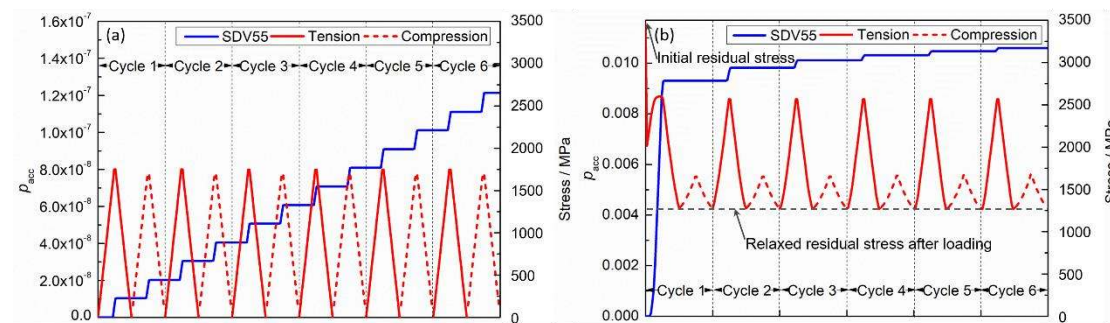 (a)
SDV55 Tension Compression
Cycle 1 Cycle 2 Cycle 3 Cycle 4 Cycle 5 Cycle 6
1.6x10⁻⁷
1.4x10⁻⁷
1.2x10⁻⁷
1.0x10⁻⁷
8.0x10⁻⁸
6.0x10⁻⁸
4.0x10⁻⁸
2.0x10⁻⁸
0.0
p_acc
3500
3000
2500
2000
1500
1000
500
0
Stress / MPa
(b)
SDV55 Tension Compression
Initial residual stress
Relaxed residual stress after loading
Cycle 1 Cycle 2 Cycle 3 Cycle 4 Cycle 5 Cycle 6
0.010
0.008
0.006
0.004
0.002
0.000
p_acc
3500
3000
2500
2000
1500
1000
500
0
Stress / MPa